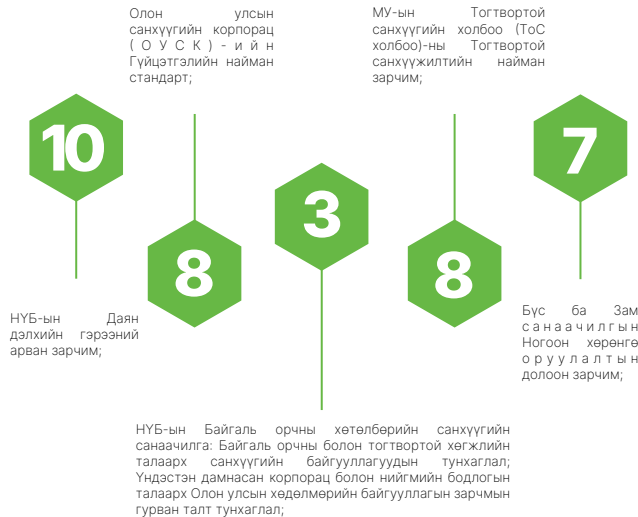 Олон улсын
санхүүгийн корпорац
(ОУСК)-ийн
Гүйцэтгэлийн найман
стандарт;
МУ-ын Тогтвортой
санхүүгийн холбоо (ТоС
холбоо)-ны Тогтвортой
санхүүжилтийн найман
зарчим;
10
7
3
8
8
НҮБ-ын Даян
дэлхийн гэрээний
арван зарчим;
Бүс ба Зам
санаачилгын
Ногоон хөрөнгө
оруулалтын
долоон зарчим;
НҮБ-ын Байгаль орчны хөтөлбөрийн санхүүгийн
санаачилга: Байгаль орчны болон тогтвортой хөгжлийн
талаарх санхүүгийн байгууллагуудын тунхаглал;
Үндэстэн дамнасан корпорац болон нийгмийн бодлогын
талаарх Олон улсын хөдөлмөрийн байгууллагын зарчмын
гурван талт тунхаглал;